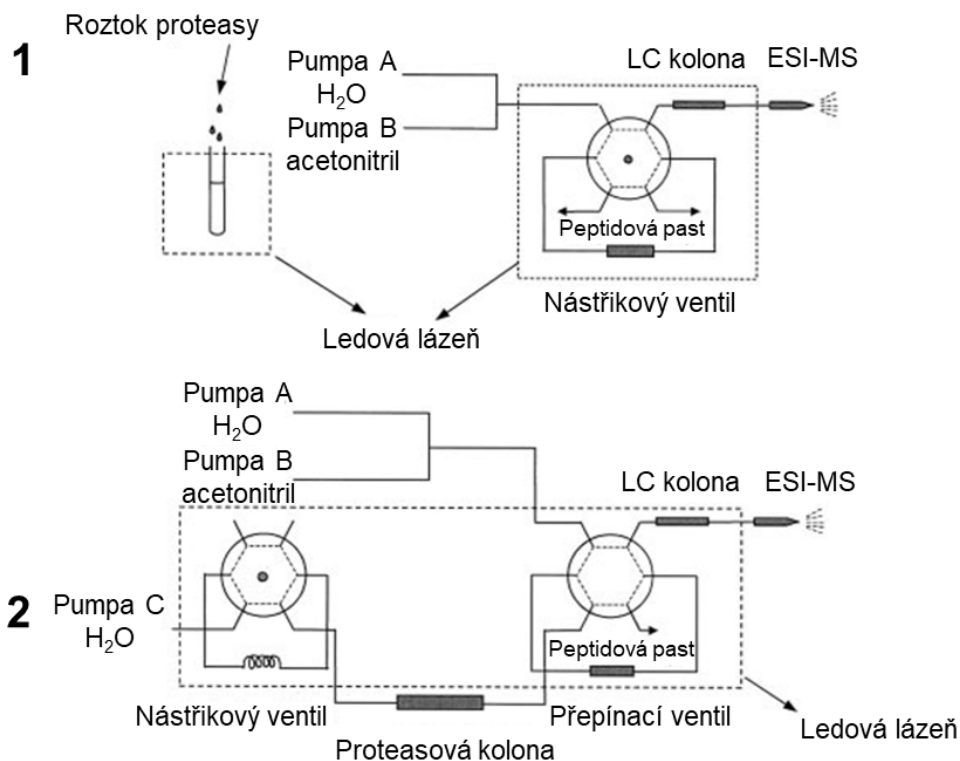 Roztok proteasy
1
Pumpa A
H₂O
Pumpa B
acetonitril
LC kolona
ESI-MS
Peptidová past
Nástřikový ventil
Ledová lázeň
Pumpa A
H₂O
Pumpa B
acetonitril
LC kolona
ESI-MS
2
Pumpa C
H₂O
Peptidová past
Nástřikový ventil
Přepínací ventil
Ledová lázeň
Proteasová kolona